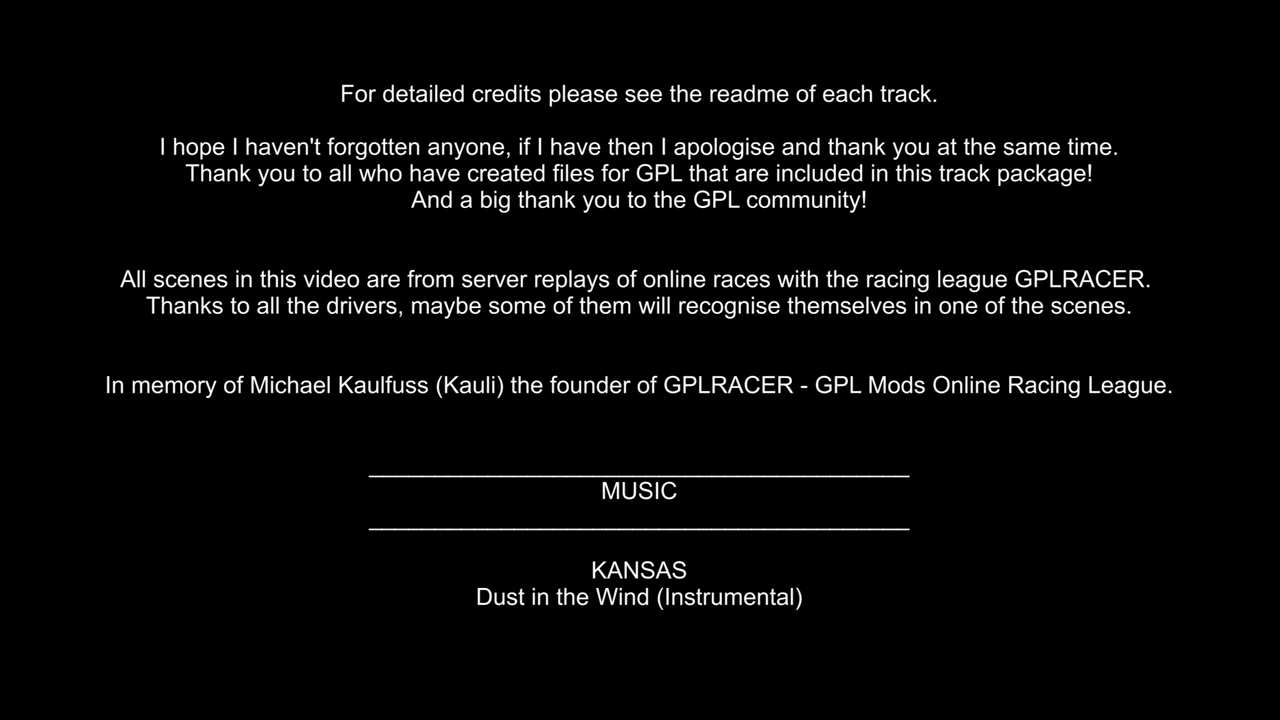 For detailed credits please see the readme of each track.
I hope I haven't forgotten anyone, if I have then I apologise and thank you at the same time.
Thank you to all who have created files for GPL that are included in this track package!
And a big thank you to the GPL community!
All scenes in this video are from server replays of online races with the racing league GPLRACER.
Thanks to all the drivers, maybe some of them will recognise themselves in one of the scenes.
In memory of Michael Kaulfuss (Kauli) the founder of GPLRACER - GPL Mods Online Racing League.
MUSIC
KANSAS
Dust in the Wind (Instrumental)